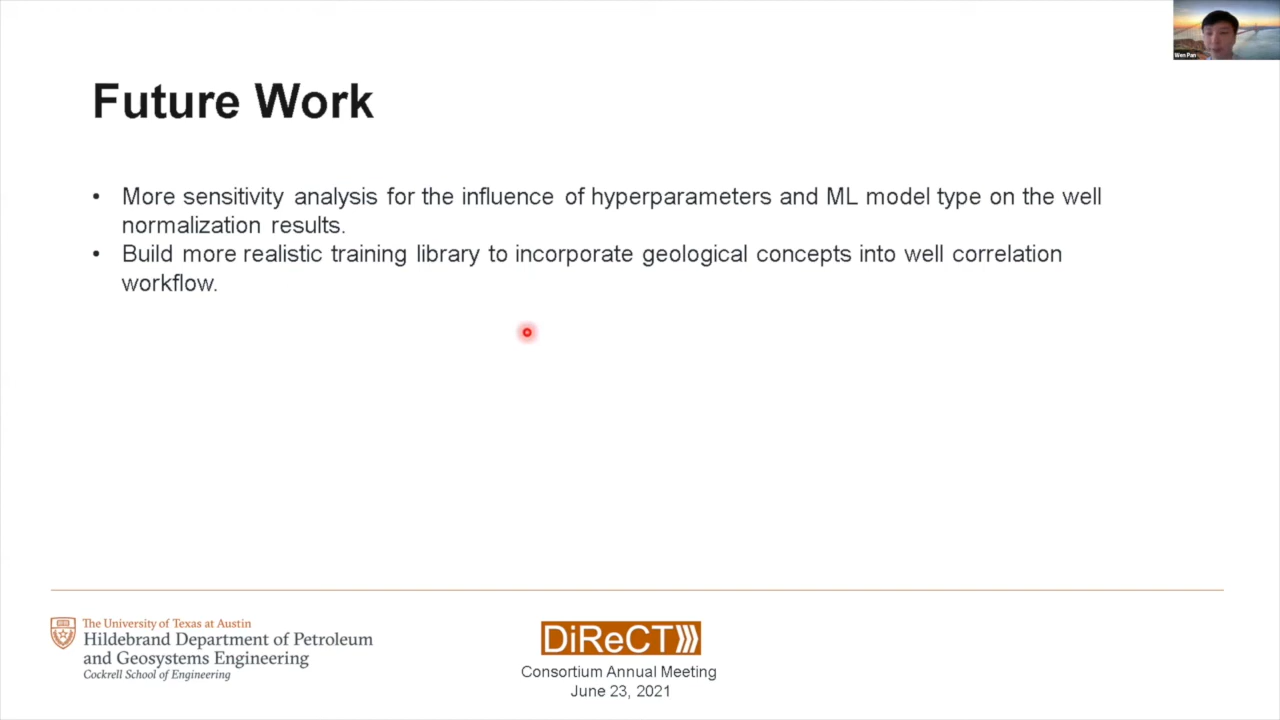 Wen Pan
Future Work
• More sensitivity analysis for the influence of hyperparameters and ML model type on the well
normalization results.
• Build more realistic training library to incorporate geological concepts into well correlation
workflow.
The University of Texas at Austin
Hildebrand Department of Petroleum
and Geosystems Engineering
Cockrell School of Engineering
DiReCT
Consortium Annual Meeting
June 23, 2021